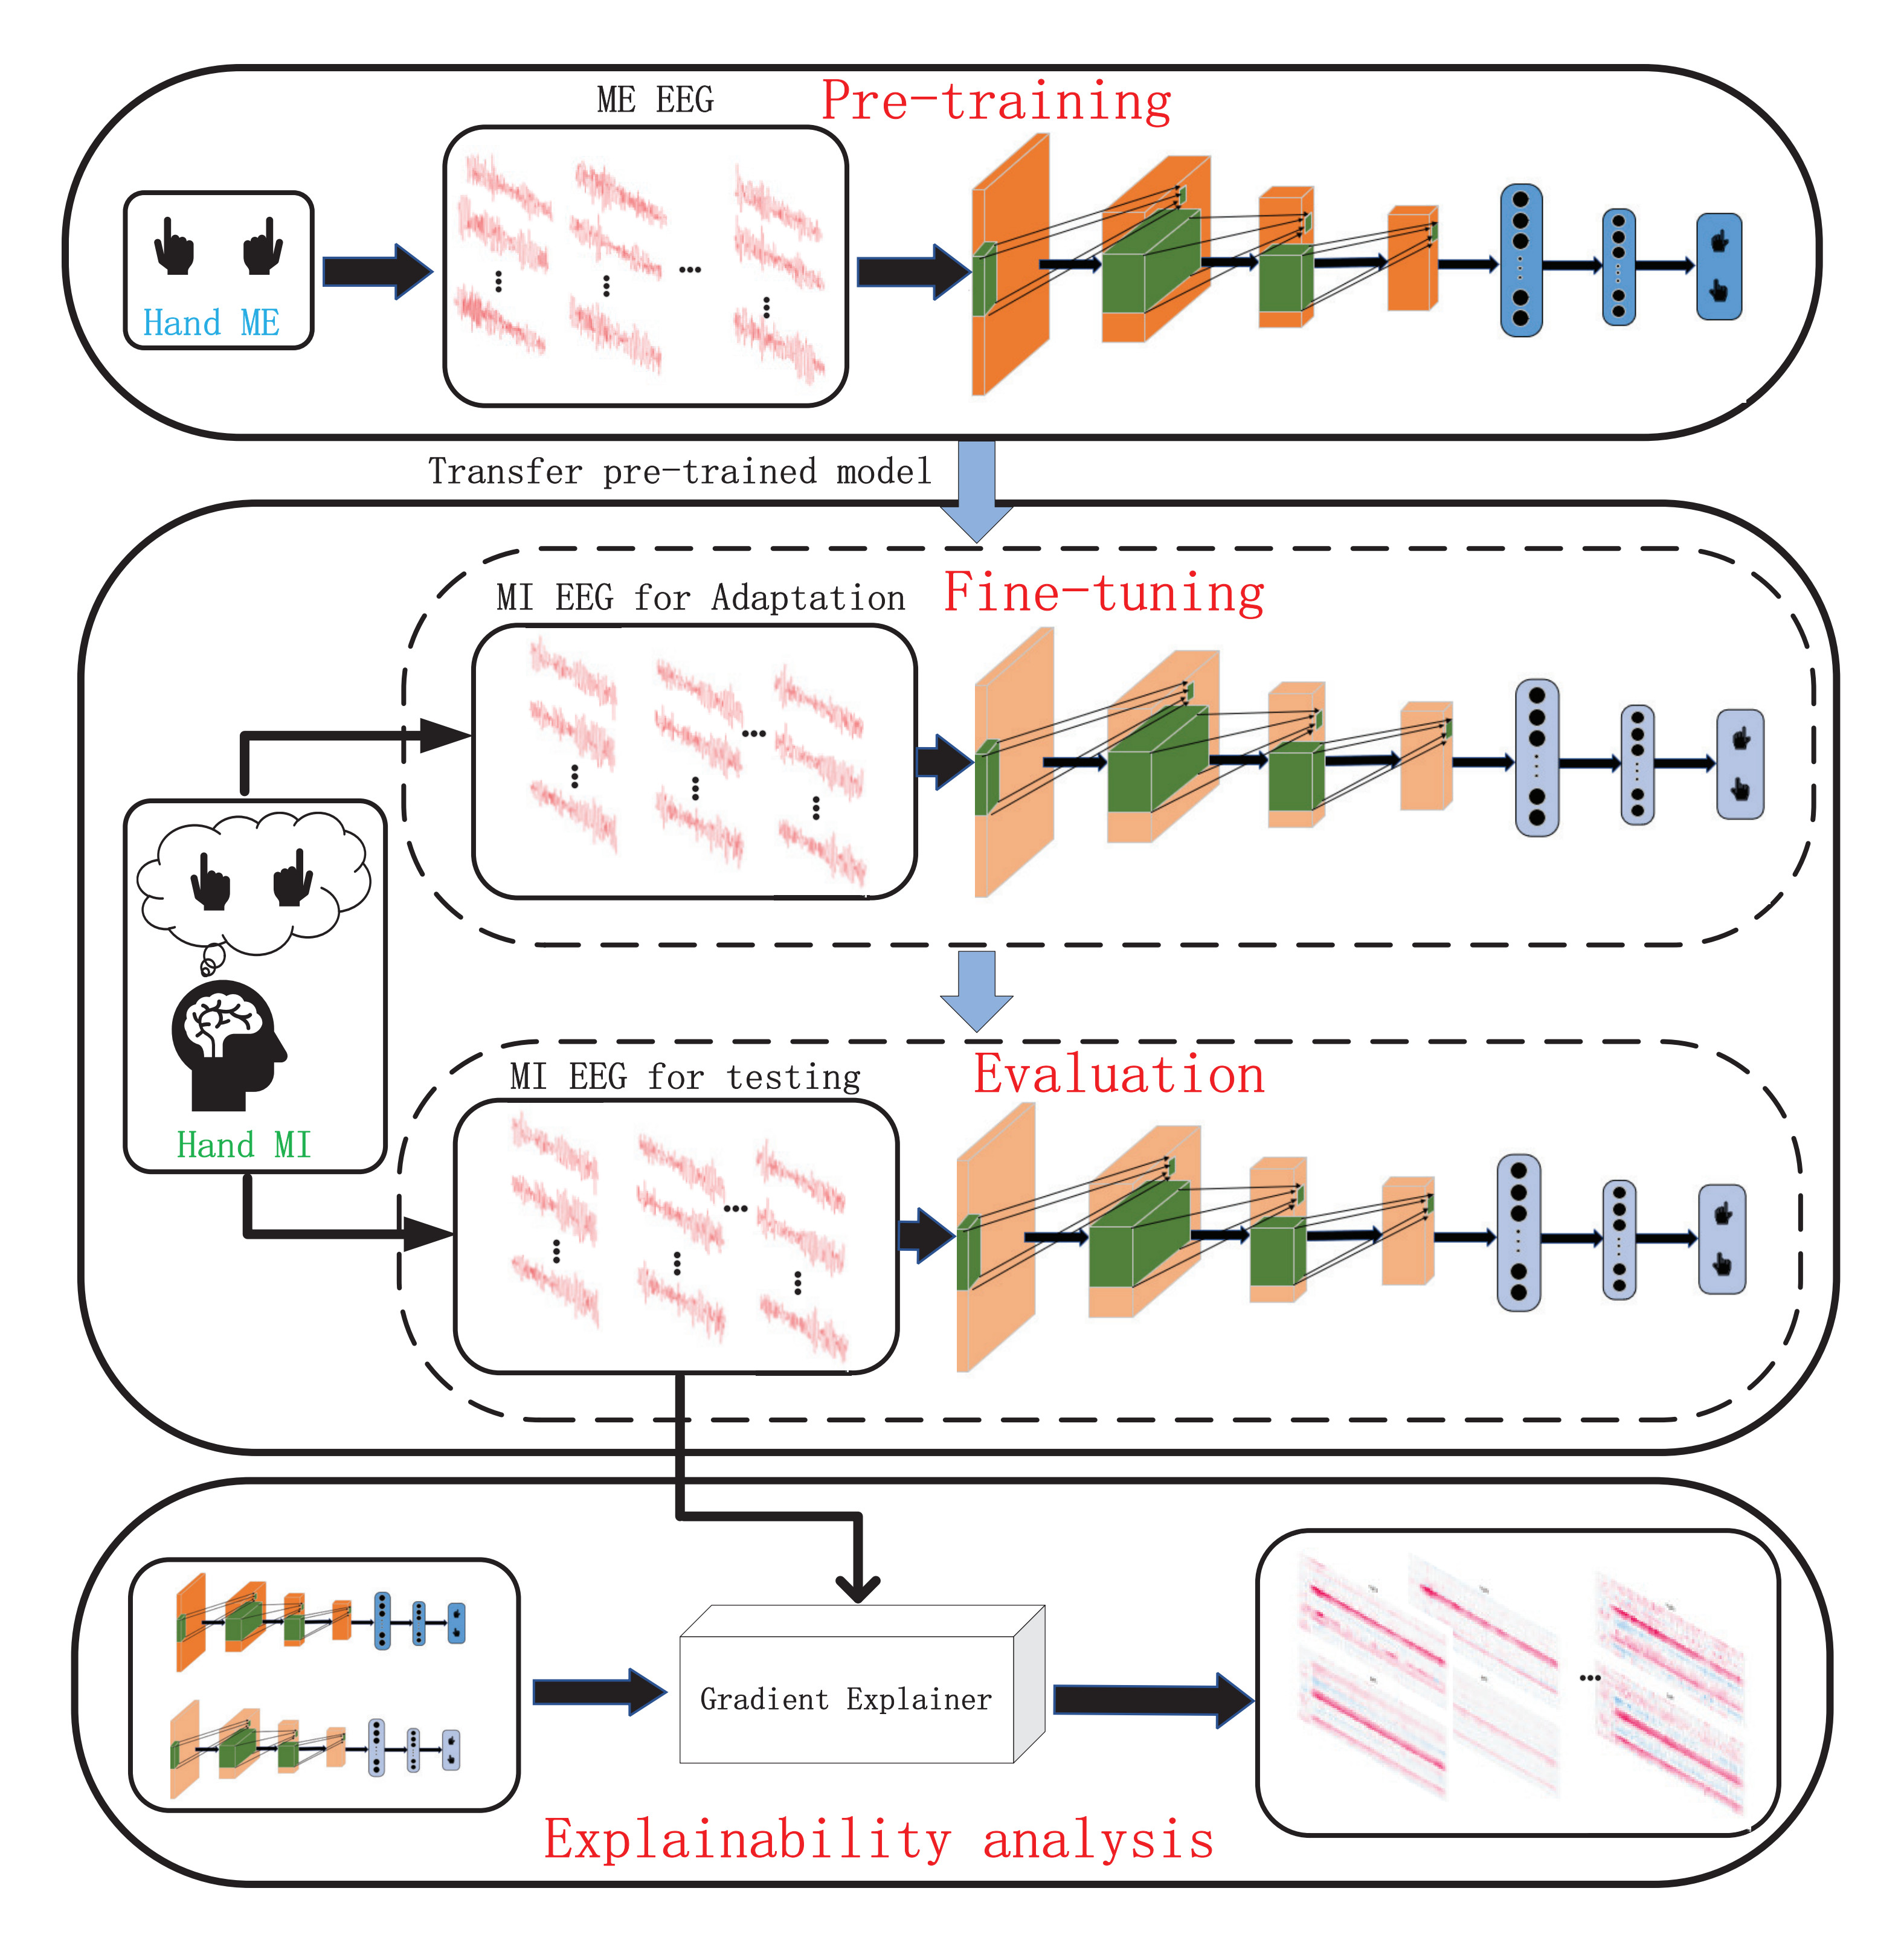 ME EEG
Pre-training
Hand ME
Transfer pre-trained model
MI EEG for Adaptation
Fine-tuning
MI EEG for testing
Evaluation
Hand MI
Gradient Explainer
Explainability analysis